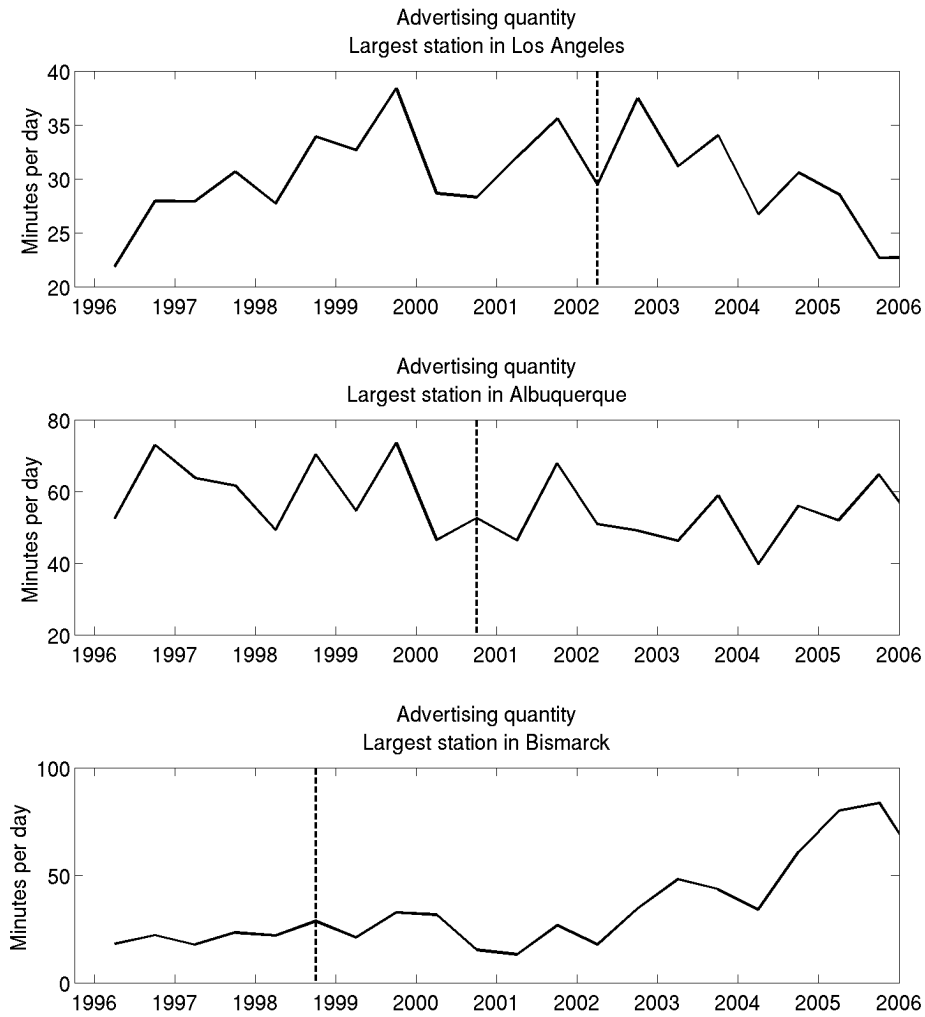 Advertising quantity
Largest station in Los Angeles
Minutes per day
40
35
30
25
20
1996 1997 1998 1999 2000 2001 2002 2003 2004 2005 2006
Advertising quantity
Largest station in Albuquerque
Minutes per day
80
60
40
20
1996 1997 1998 1999 2000 2001 2002 2003 2004 2005 2006
Advertising quantity
Largest station in Bismarck
Minutes per day
100
50
0
1996 1997 1998 1999 2000 2001 2002 2003 2004 2005 2006